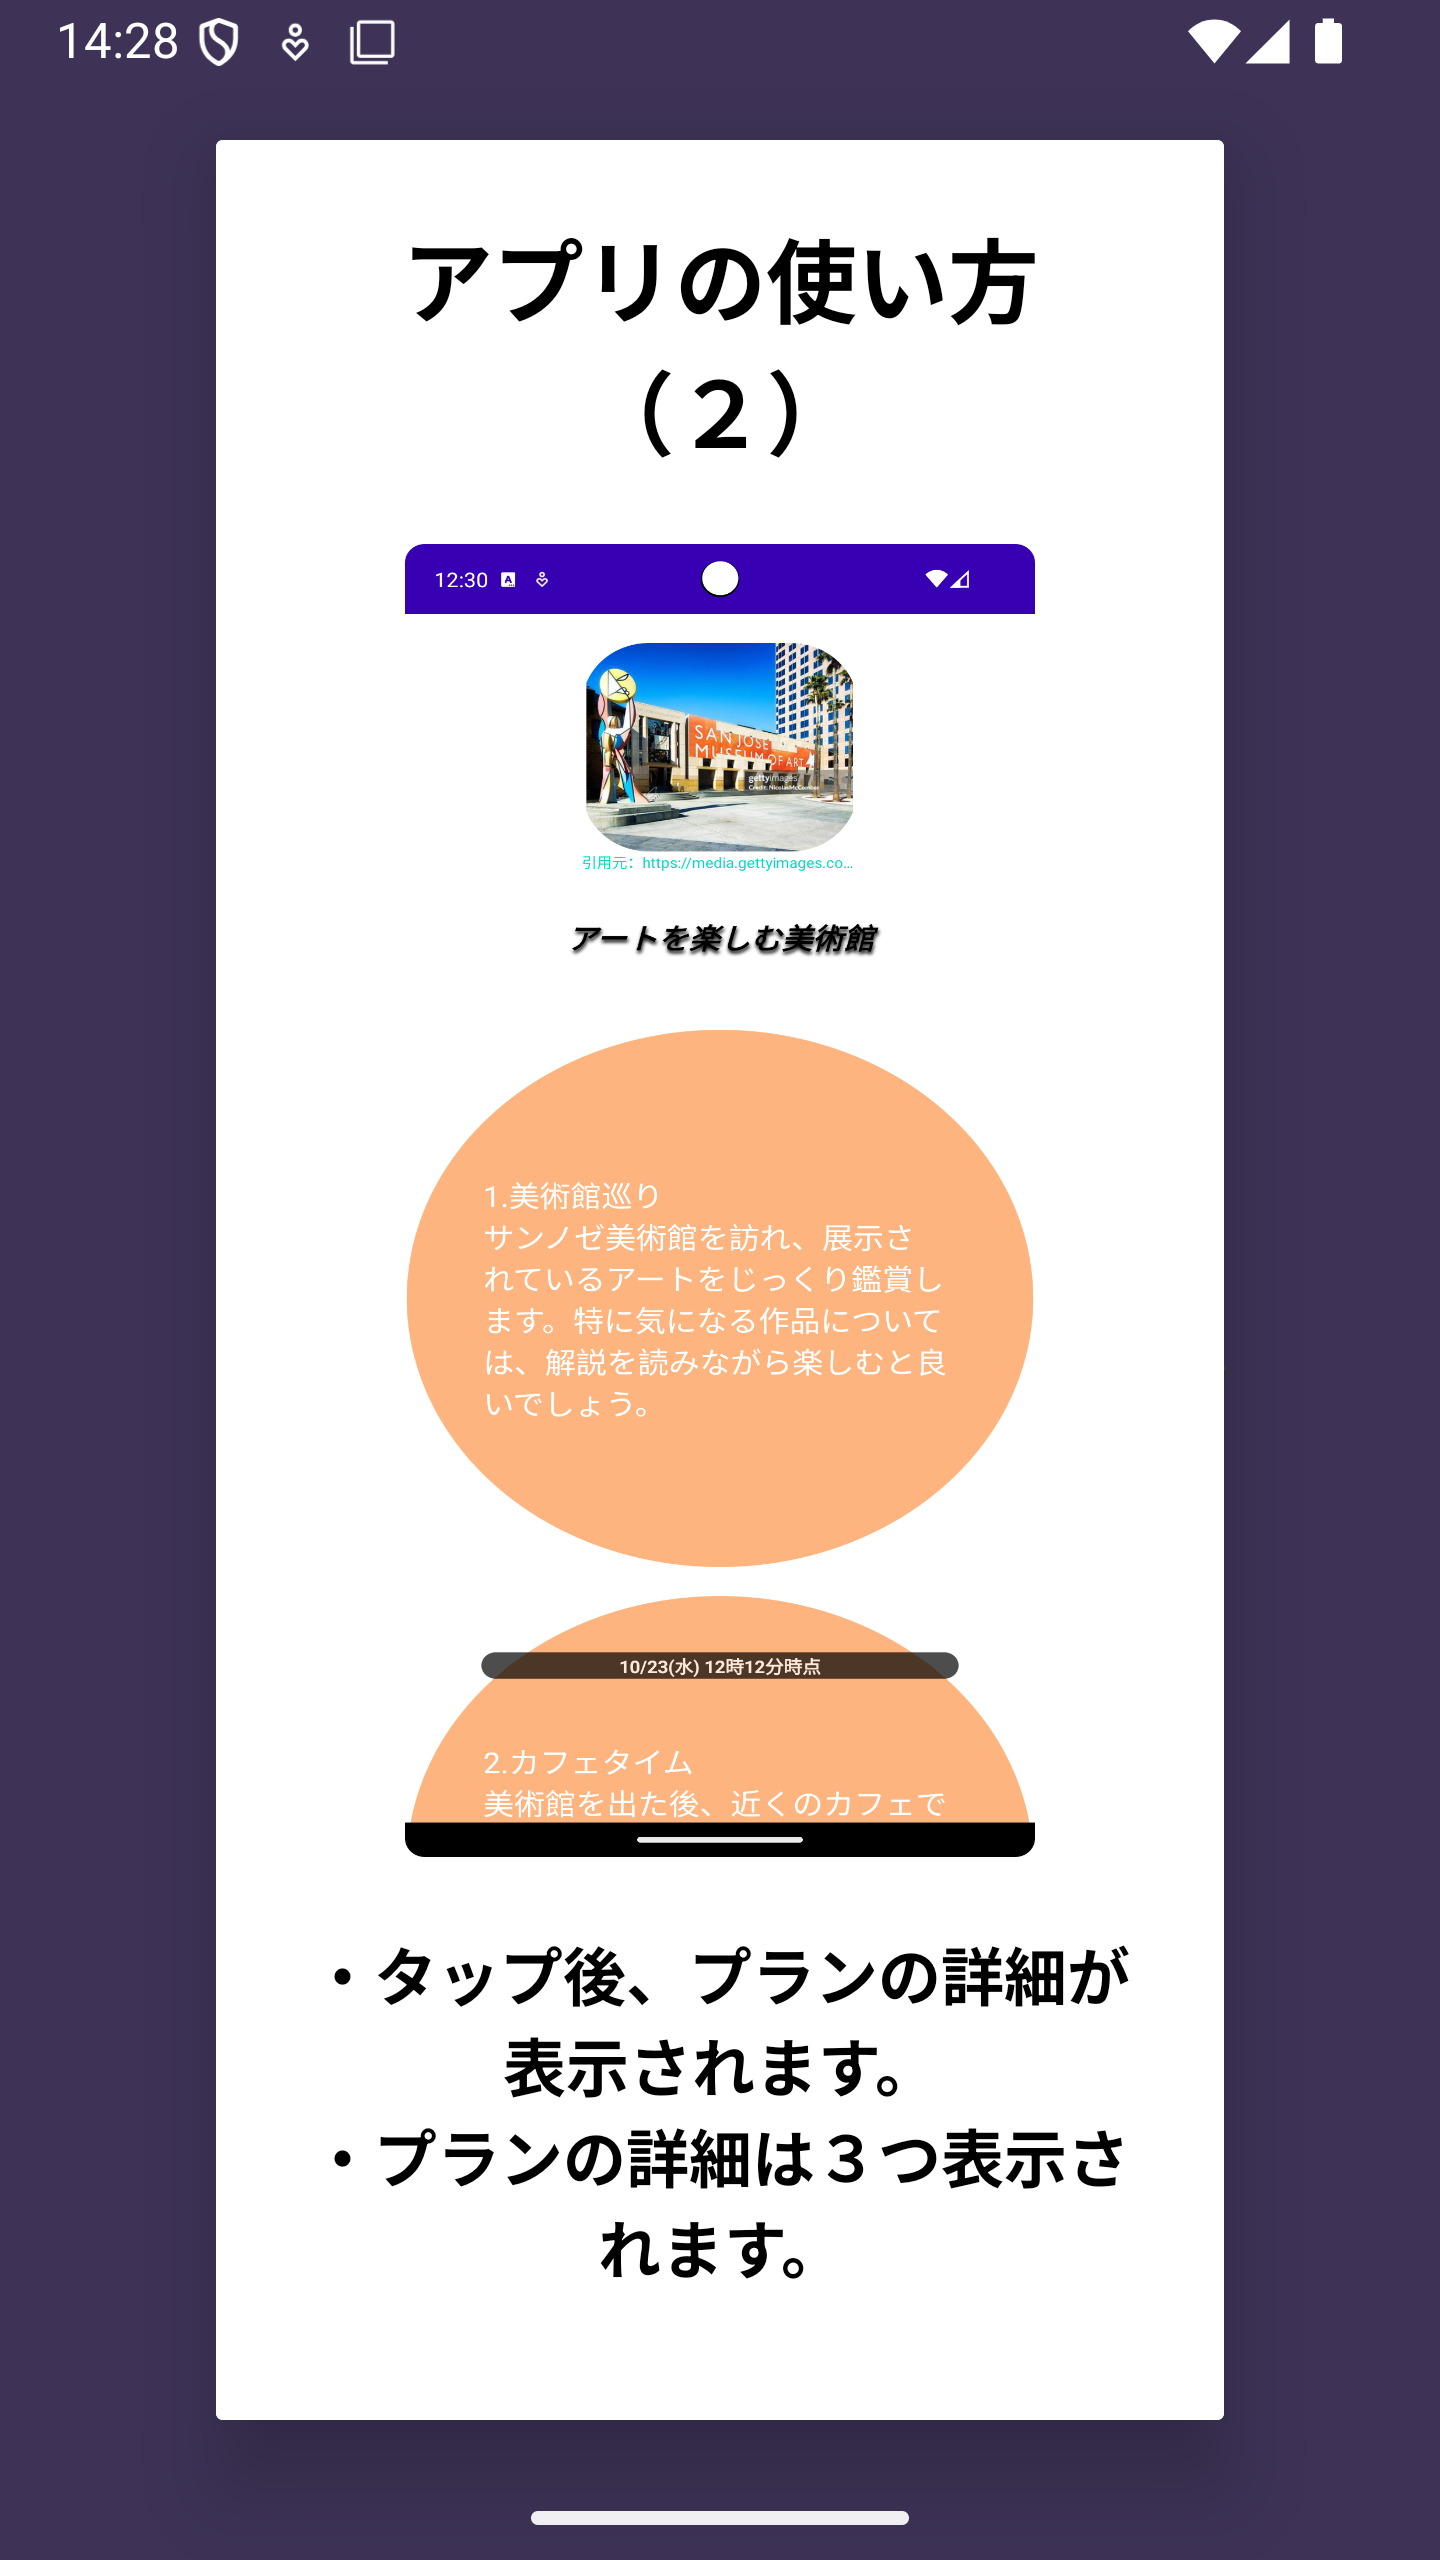 14:28
アプリの使い方
（２）
12:30
SAN JOSE
MUSEUM OF ART
gettyimages
Credit: NicolasMcComber
引用元：https://media.gettyimages.co...
アートを楽しむ美術館
1.美術館巡り
サンノゼ美術館を訪れ、展示さ
れているアートをじっくり鑑賞し
ます。特に気になる作品について
は、解説を読みながら楽しむと良
いでしょう。
10/23(水) 12時12分時点
2.カフェタイム
美術館を出た後、近くのカフェで
・タップ後、プランの詳細が
表示されます。
・プランの詳細は３つ表示さ
れます。